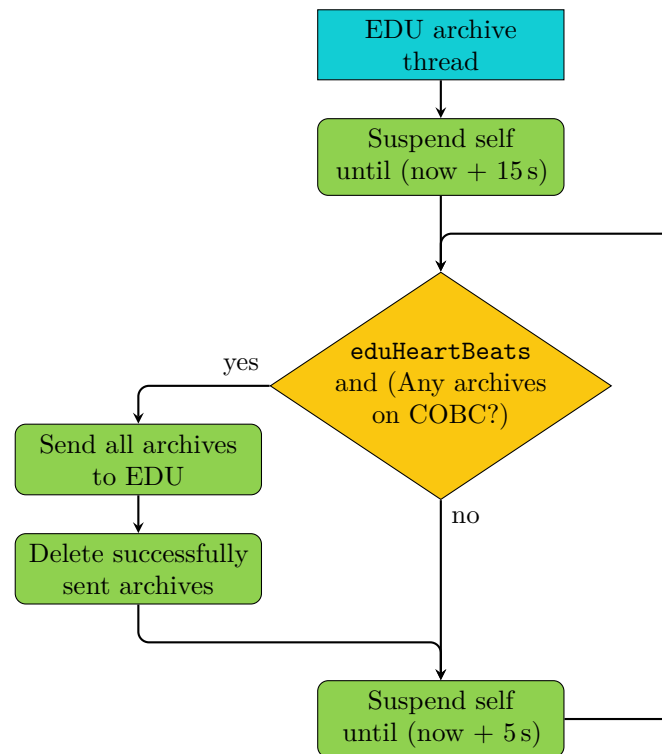 EDU archive
thread
Suspend self
until (now + 15 s)
eduHeartBeats
and (Any archives
on COBC?)
yes
Send all archives
to EDU
no
Delete successfully
sent archives
Suspend self
until (now + 5 s)